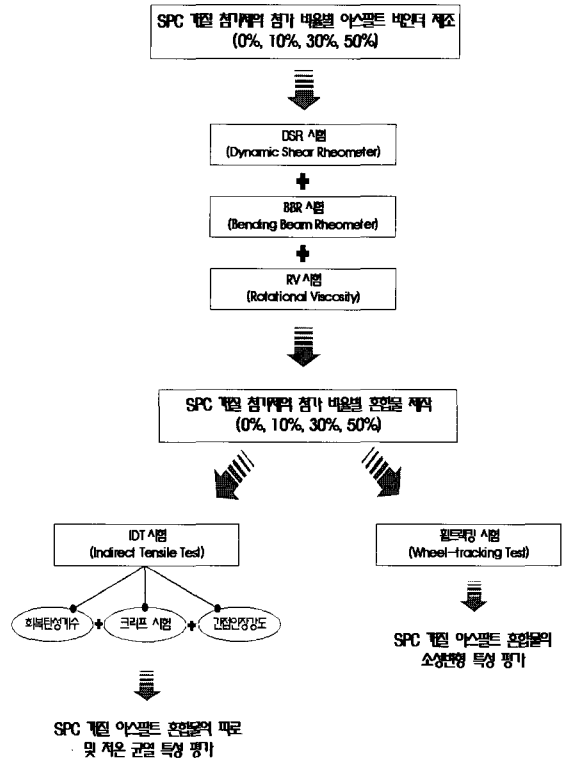 SPC 개질 첨가제의 첨가 비율별 아스팔트 바인더 제조
(0%, 10%, 30%, 50%)
DSR 시험
(Dynamic Shear Rheometer)
+
BBR 시험
(Bending Beam Rheometer)
+
RV 시험
(Rotational Viscosity)
SPC 개질 첨가제의 첨가 비율별 혼합물 제작
(0%, 10%, 30%, 50%)
IDT 시험
(Indirect Tensile Test)
휠트래킹 시험
(Wheel-tracking Test)
회복탄성계수 + 크리프 시험 + 간접인장강도
SPC 개질 아스팔트 혼합물의
소성변형 특성 평가
SPC 개질 아스팔트 혼합물의 피로
및 저온 균열 특성 평가